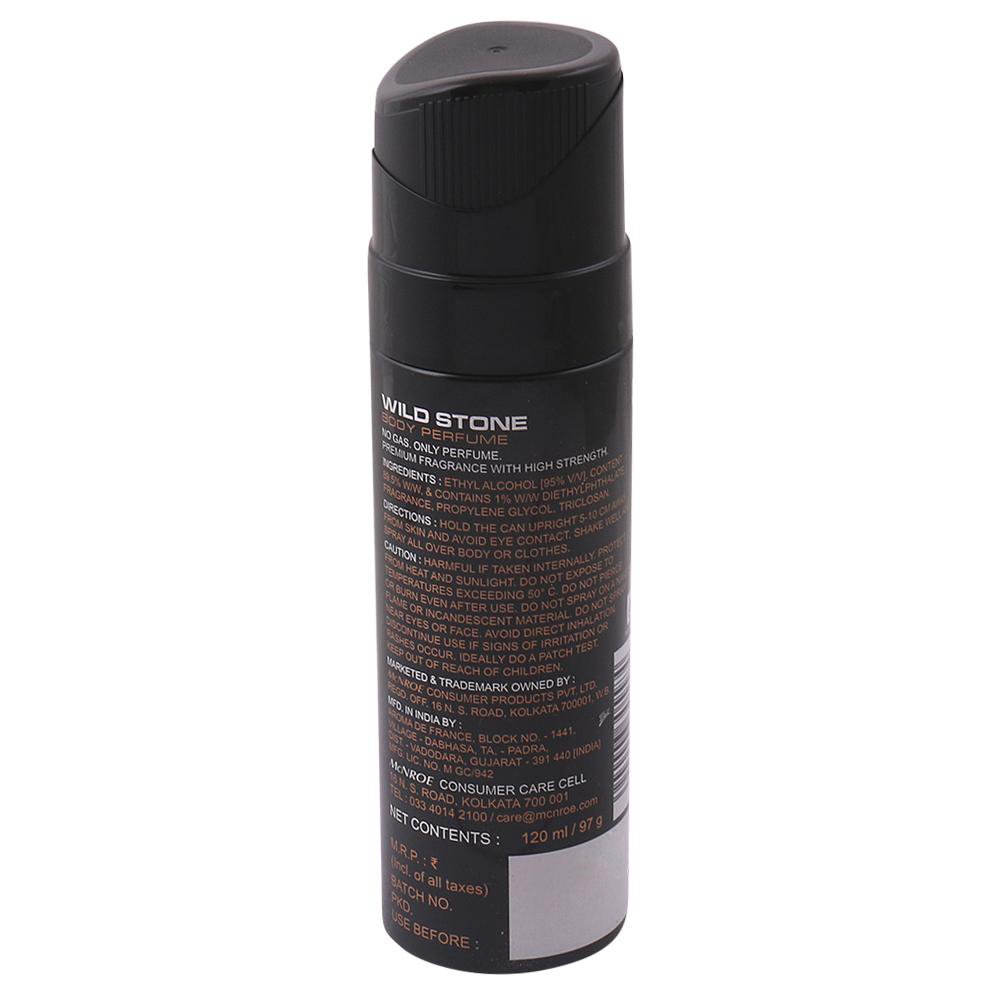 WILD STONE
BODY PERFUME
NO GAS, ONLY PERFUME.
PREMIUM FRAGRANCE WITH HIGH STRENGTH.
INGREDIENTS : ETHYL ALCOHOL [95% V/V], CONTENT
89.5% W/W, & CONTAINS 1% W/W DIETHYLPHTHALATE,
FRAGRANCE, PROPYLENE GLYCOL, TRICLOSAN.
DIRECTIONS : HOLD THE CAN UPRIGHT 5-10 CM AWAY
FROM SKIN AND AVOID EYE CONTACT. SHAKE WELL
SPRAY ALL OVER BODY OR CLOTHES.
CAUTION : HARMFUL IF TAKEN INTERNALLY. PROTECT
FROM HEAT AND SUNLIGHT. DO NOT EXPOSE TO
TEMPERATURES EXCEEDING 50° C. DO NOT PIERCE
OR BURN EVEN AFTER USE. DO NOT SPRAY ON A
FLAME OR INCANDESCENT MATERIAL. DO NOT SPRAY
NEAR EYES OR FACE. AVOID DIRECT INHALATION.
DISCONTINUE USE IF SIGNS OF IRRITATION OR
RASHES OCCUR. IDEALLY DO A PATCH TEST.
KEEP OUT OF REACH OF CHILDREN.
MARKETED & TRADEMARK OWNED BY :
McNROE CONSUMER PRODUCTS PVT. LTD.
REGD. OFF. 16 N. S. ROAD, KOLKATA 700001, W.B.
MFD. IN INDIA BY :
AROMA DE FRANCE, BLOCK NO. - 1441,
VILLAGE - DABHASA, TA. - PADRA,
DIST. - VADODARA, GUJARAT - 391 440 [INDIA]
MFG. LIC. NO. M GC/942
McNROE CONSUMER CARE CELL
16 N. S. ROAD, KOLKATA 700 001
TEL : 033 4014 2100 / care@mcnroe.com
NET CONTENTS : 120 ml / 97 g
M.R.P. : ₹
(Incl. of all taxes)
BATCH NO.
PKD.
USE BEFORE :